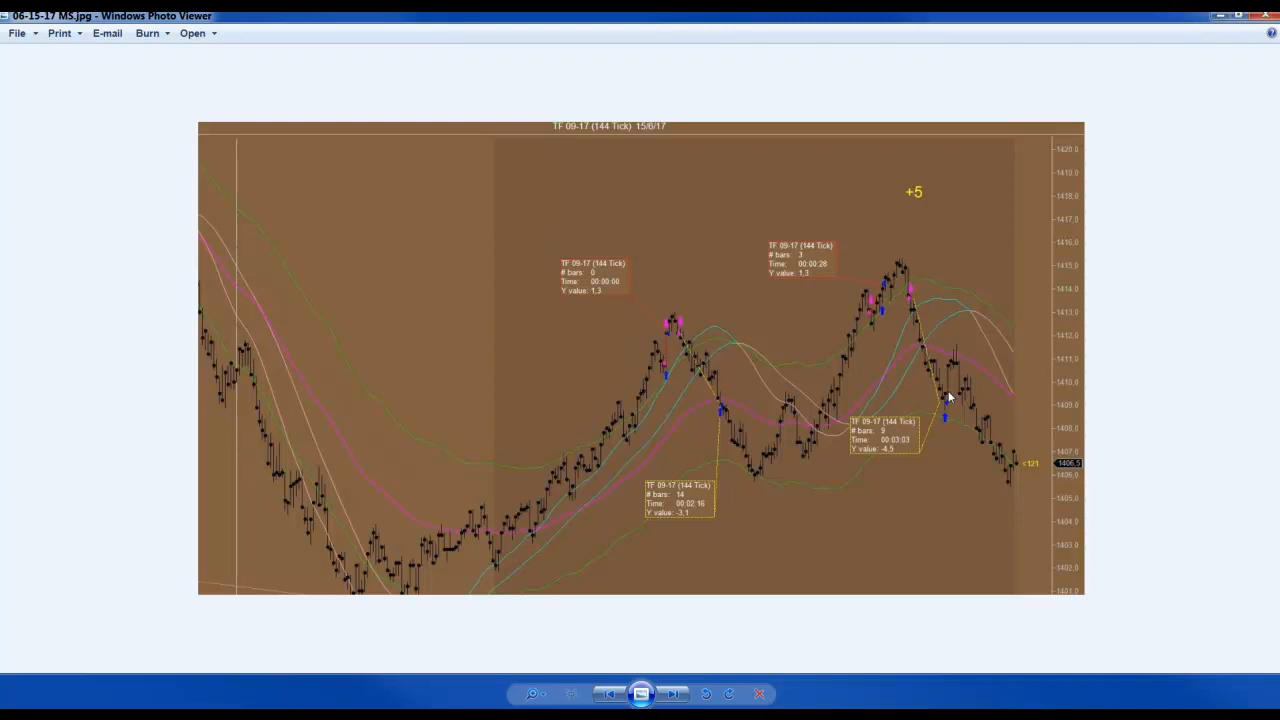 06-15-17 MS.jpg - Windows Photo Viewer
File Print E-mail Burn Open
TF 09-17 (144 Tick) 15/6/17
+5
TF 09-17 (144 Tick)
# bars: 3
Time: 00:00:28
Y value: 1,3
TF 09-17 (144 Tick)
# bars: 0
Time: 00:00:00
Y value: 1,3
TF 09-17 (144 Tick)
# bars: 9
Time: 00:03:03
Y value: -4,5
TF 09-17 (144 Tick)
# bars: 14
Time: 00:02:16
Y value: -3,1
1420,0
1419,0
1418,0
1417,0
1416,0
1415,0
1414,0
1413,0
1412,0
1411,0
1410,0
1409,0
1408,0
1407,0
<121
1406,5
1406,0
1405,0
1404,0
1403,0
1402,0
1401,0